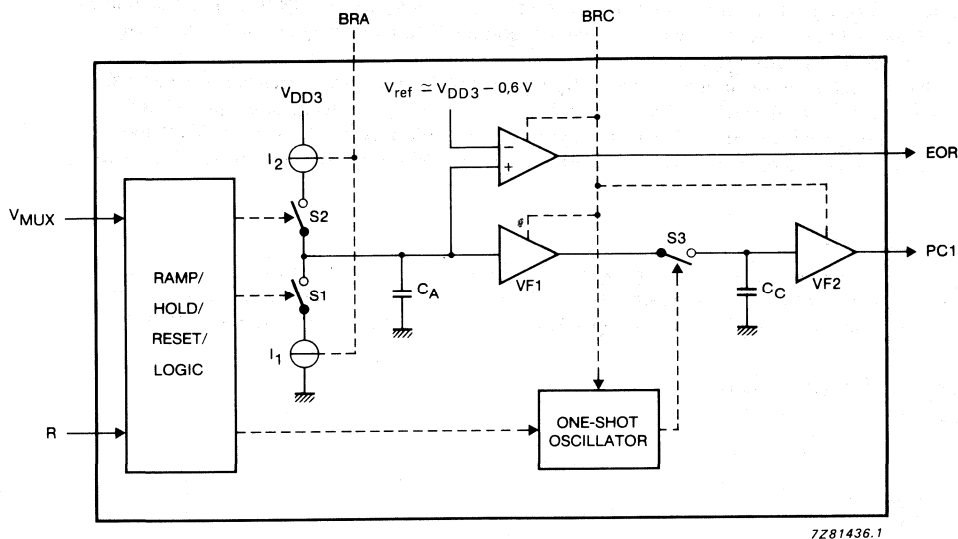 BRA
BRC
V_DD3
V_ref ≃ V_DD3 − 0,6 V
I_2
−
+
EOR
V_MUX
S2
S3
PC1
RAMP/
HOLD/
RESET/
LOGIC
S1
C_A
VF1
C_C
VF2
I_1
R
ONE-SHOT
OSCILLATOR
7Z81436.1